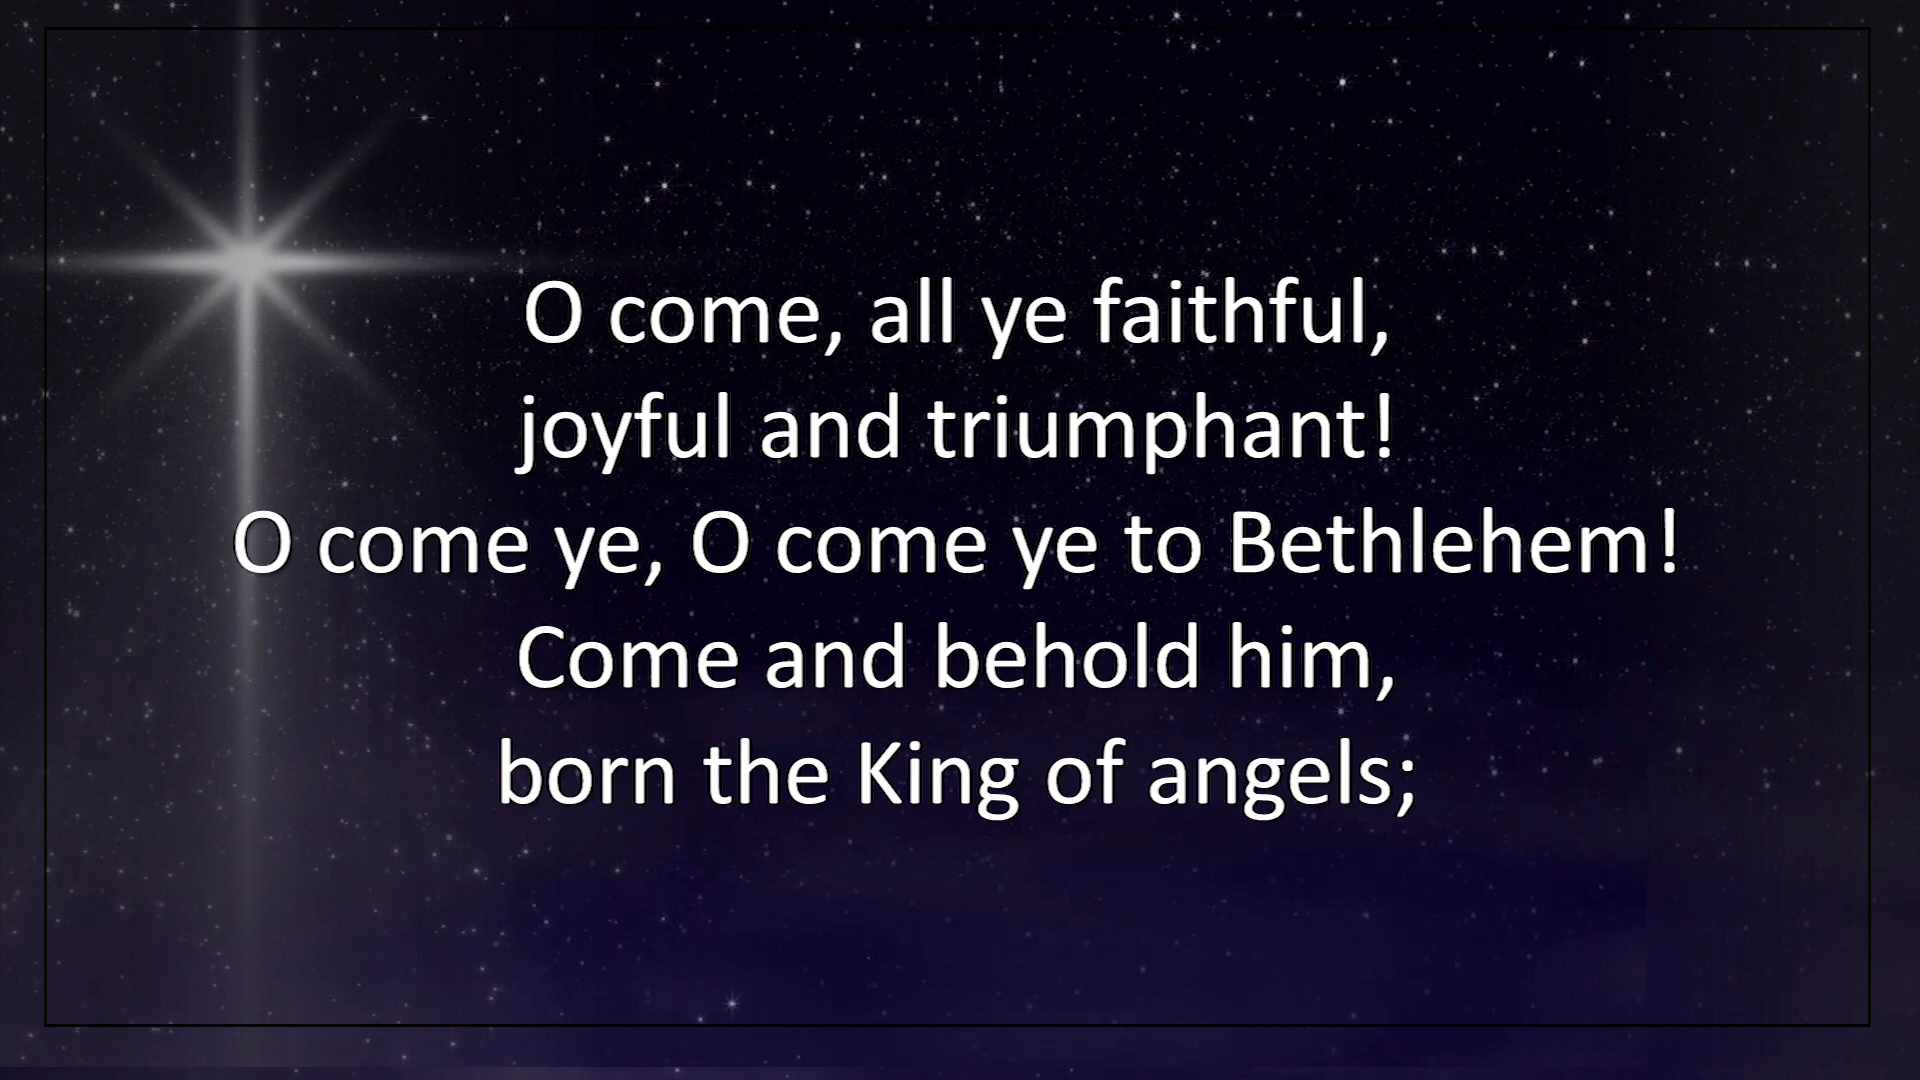 O come, all ye faithful,
joyful and triumphant!
O come ye, O come ye to Bethlehem!
Come and behold him,
born the King of angels;